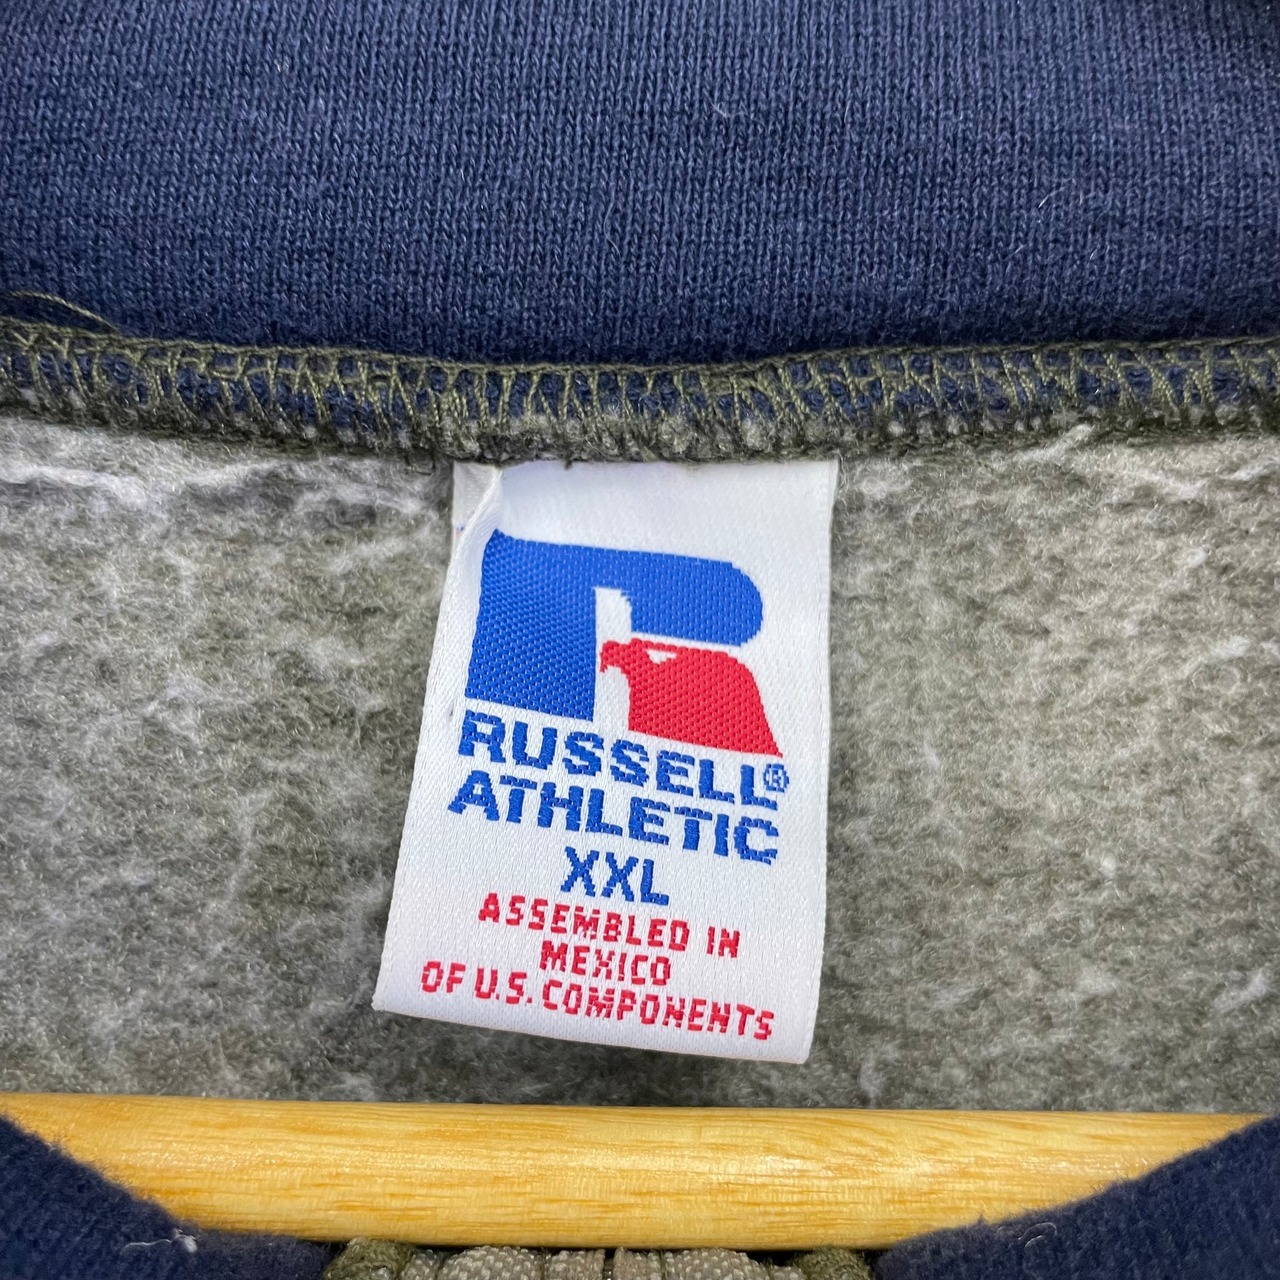 RUSSELL®
ATHLETIC
XXL
ASSEMBLED IN
MEXICO
OF U.S. COMPONENTS